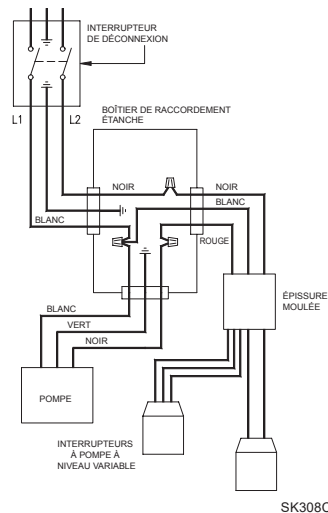 INTERRUPTEUR
DE DÉCONNEXION
L1
L2
BOÎTIER DE RACCORDEMENT
ÉTANCHE
NOIR
NOIR
BLANC
BLANC
ROUGE
ÉPISSURE
MOULÉE
BLANC
VERT
NOIR
POMPE
INTERRUPTEURS
À POMPE À
NIVEAU VARIABLE
SK308C